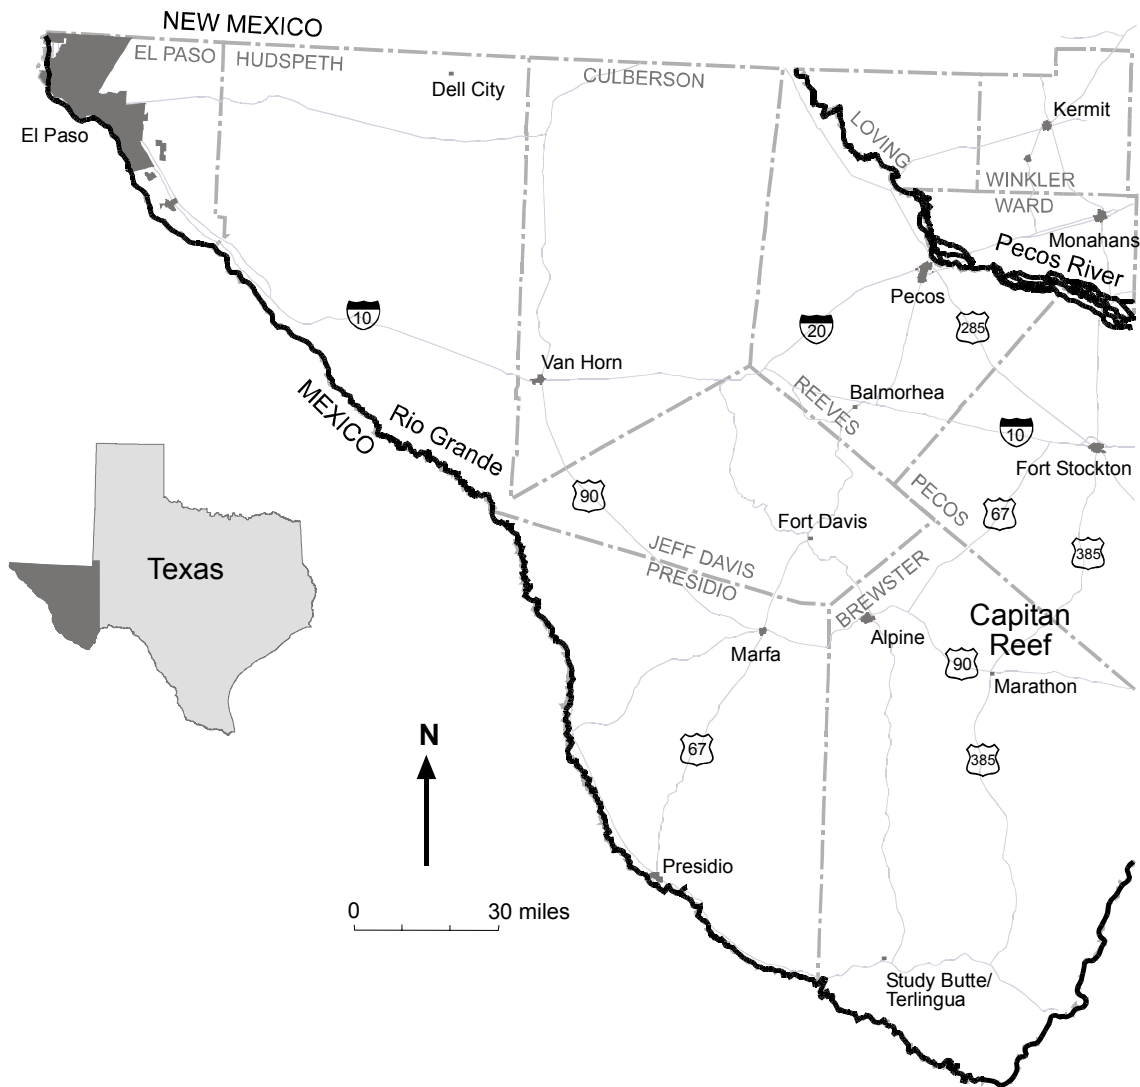 NEW MEXICO
EL PASO
HUDSPETH
CULBERSON
Dell City
El Paso
LOVING
Kermit
WINKLER
WARD
Monahans
Pecos River
Pecos
10
20
285
Van Horn
REEVES
Balmorhea
MEXICO
Rio Grande
10
Fort Stockton
90
PECOS
67
Fort Davis
385
JEFF DAVIS
PRESIDIO
BREWSTER
Texas
Capitan
Reef
Alpine
Marfa
90
Marathon
N
67
385
Presidio
0
30 miles
Study Butte/
Terlingua